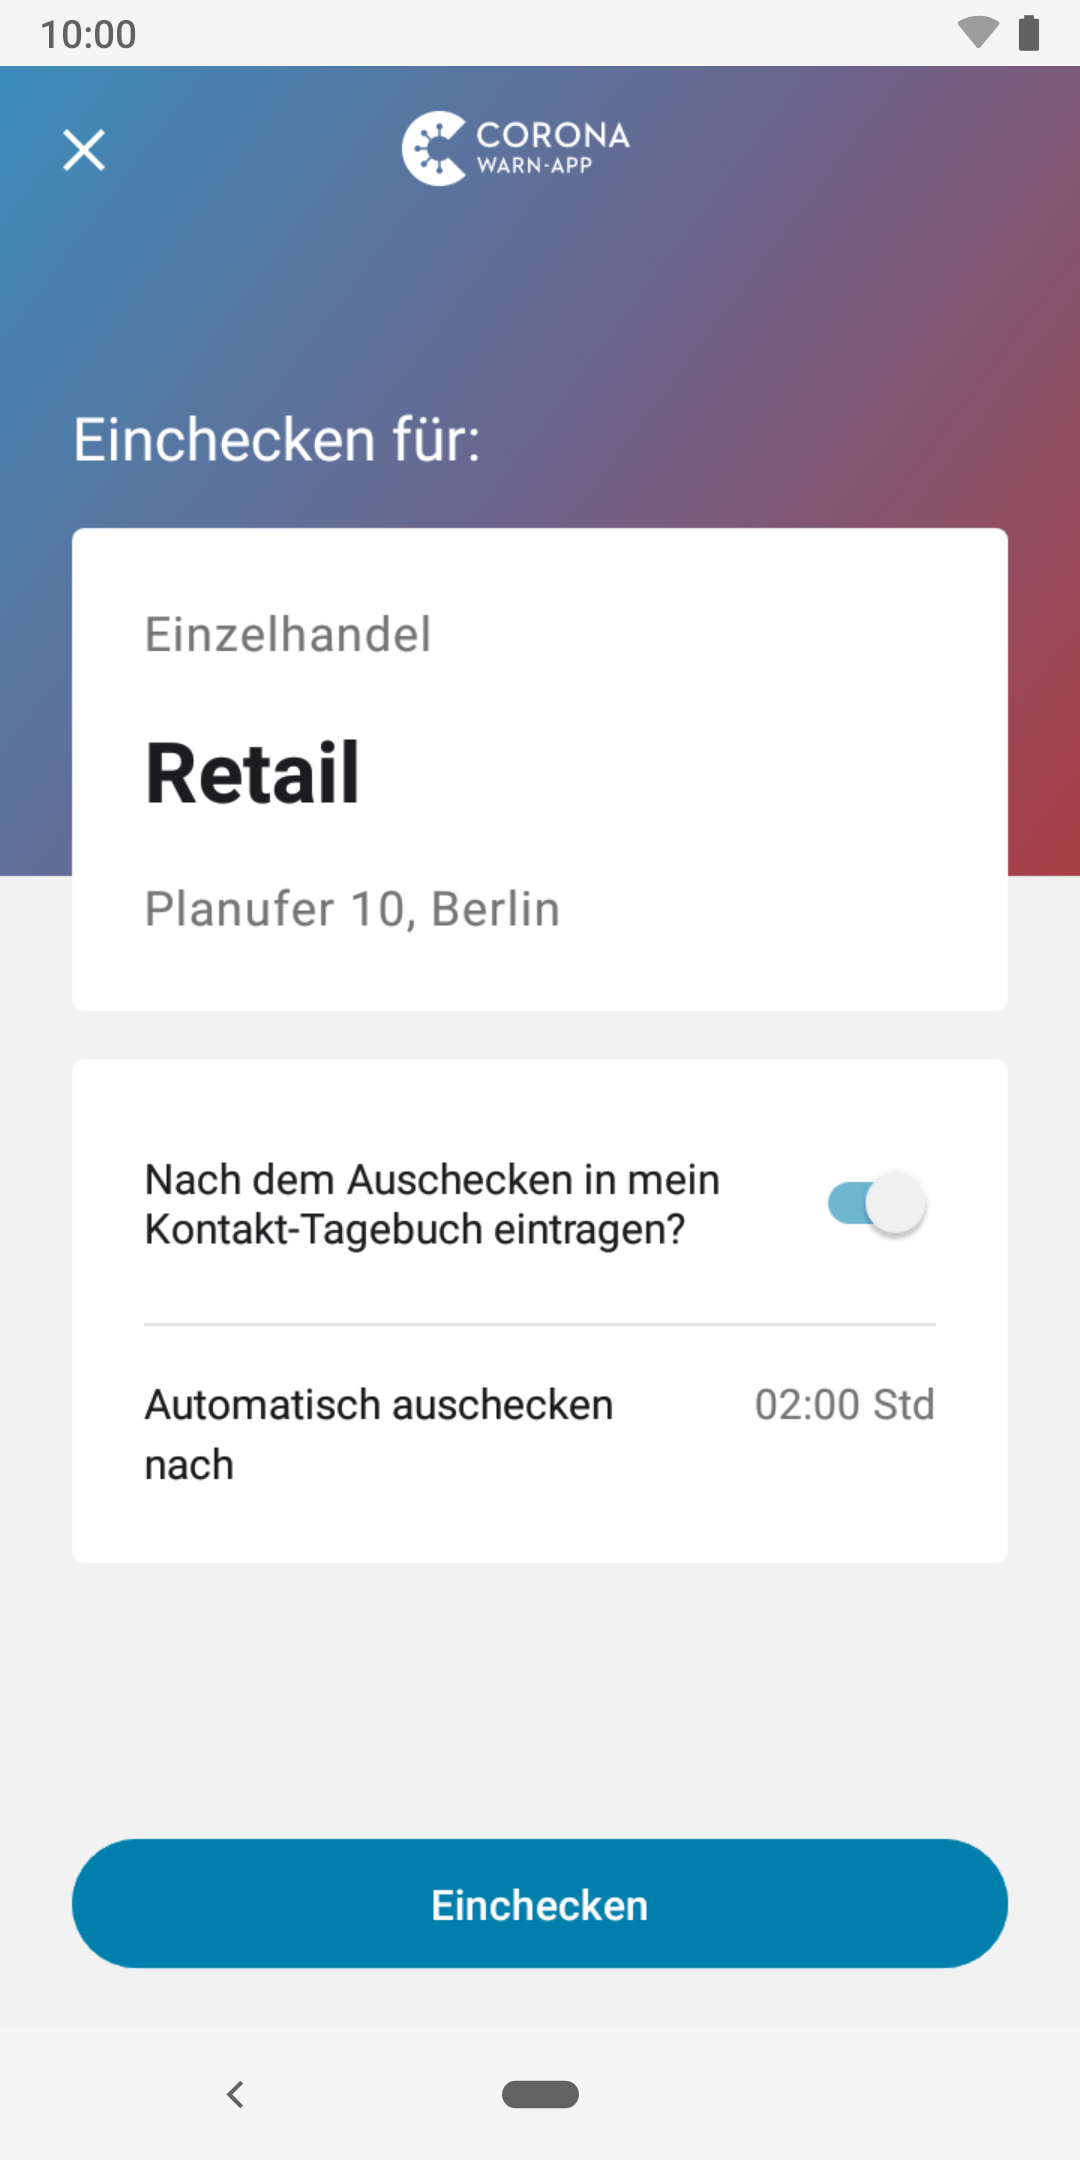 10:00
CORONA
WARN-APP
Einchecken für:
Einzelhandel
Retail
Planufer 10, Berlin
Nach dem Auschecken in mein
Kontakt-Tagebuch eintragen?
Automatisch auschecken
nach
02:00 Std
Einchecken